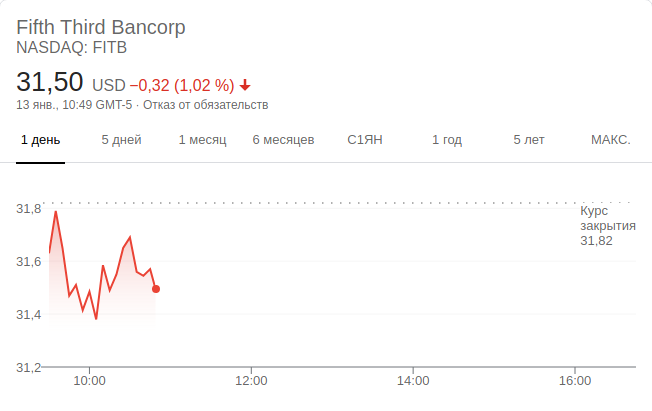 Fifth Third Bancorp
NASDAQ: FITB
31,50 USD −0,32 (1,02 %)
13 янв., 10:49 GMT-5 · Отказ от обязательств
1 день 5 дней 1 месяц 6 месяцев С1ЯН 1 год 5 лет МАКС.
31,8
31,6
31,4
31,2
Курс
закрытия
31,82
10:00 12:00 14:00 16:00